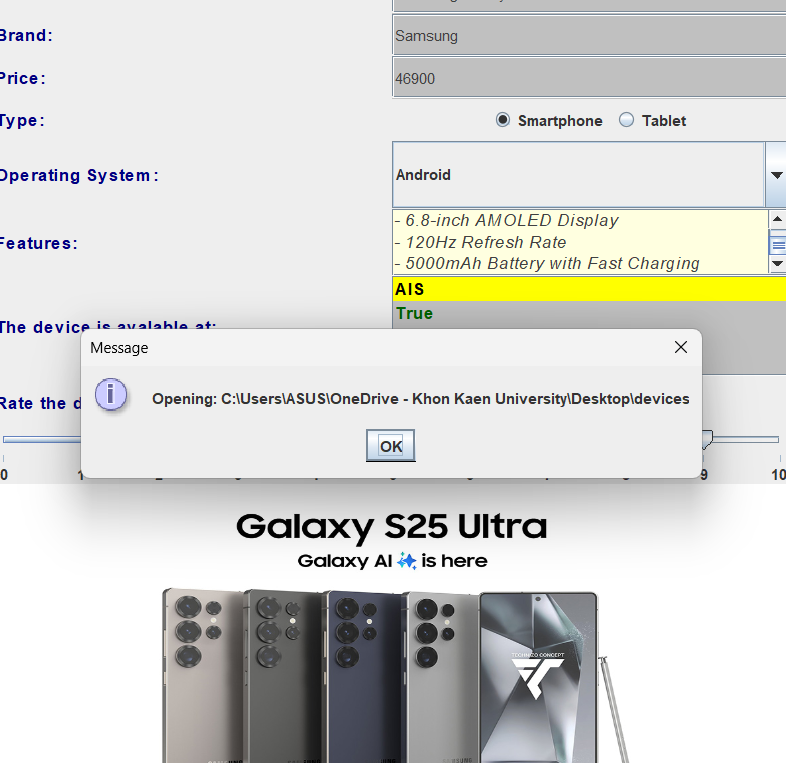 Brand:
Samsung
Price:
46900
Type:
Smartphone
Tablet
Operating System:
Android
Features:
- 6.8-inch AMOLED Display
- 120Hz Refresh Rate
- 5000mAh Battery with Fast Charging
The device is avalable at:
AIS
True
Message
Opening: C:\Users\ASUS\OneDrive - Khon Kaen University\Desktop\devices
OK
Rate the
0
9
10
Galaxy S25 Ultra
Galaxy AI is here
TECHNIZO CONCEPT